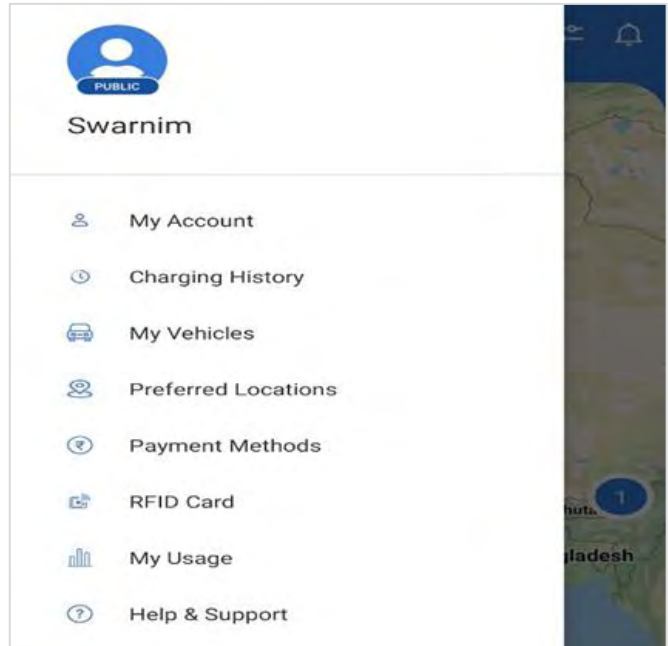 PUBLIC
Swarnim
My Account
Charging History
My Vehicles
Preferred Locations
Payment Methods
₹
RFID Card
1
My Usage
?
Help & Support